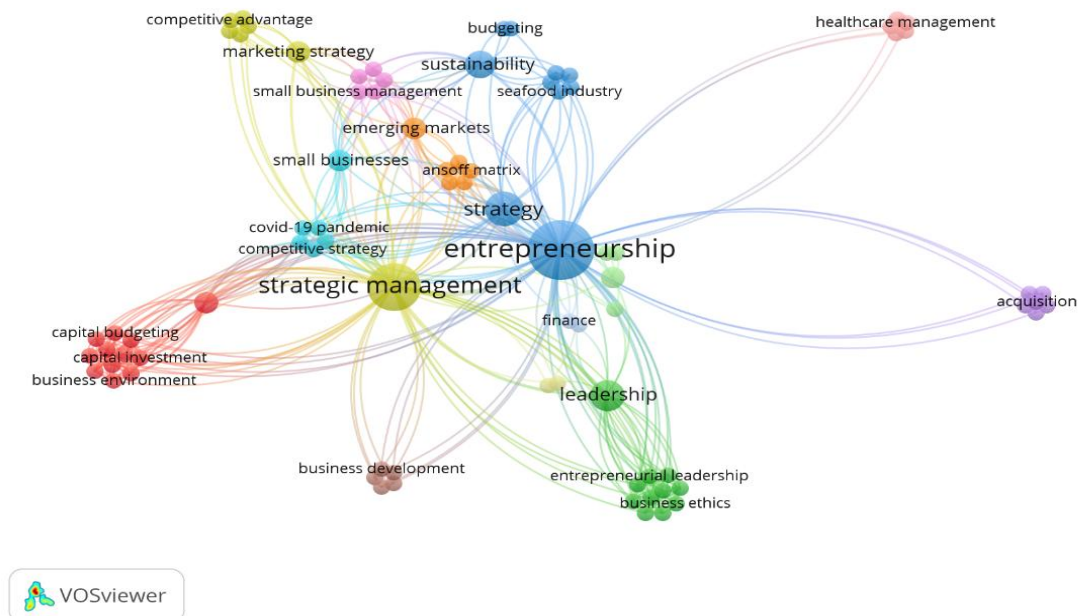 competitive advantage
budgeting
healthcare management
marketing strategy
sustainability
small business management
seafood industry
emerging markets
small businesses
ansoff matrix
strategy
covid-19 pandemic
competitive strategy
entrepreneurship
strategic management
acquisition
finance
capital budgeting
capital investment
business environment
leadership
business development
entrepreneurial leadership
business ethics
VOSviewer